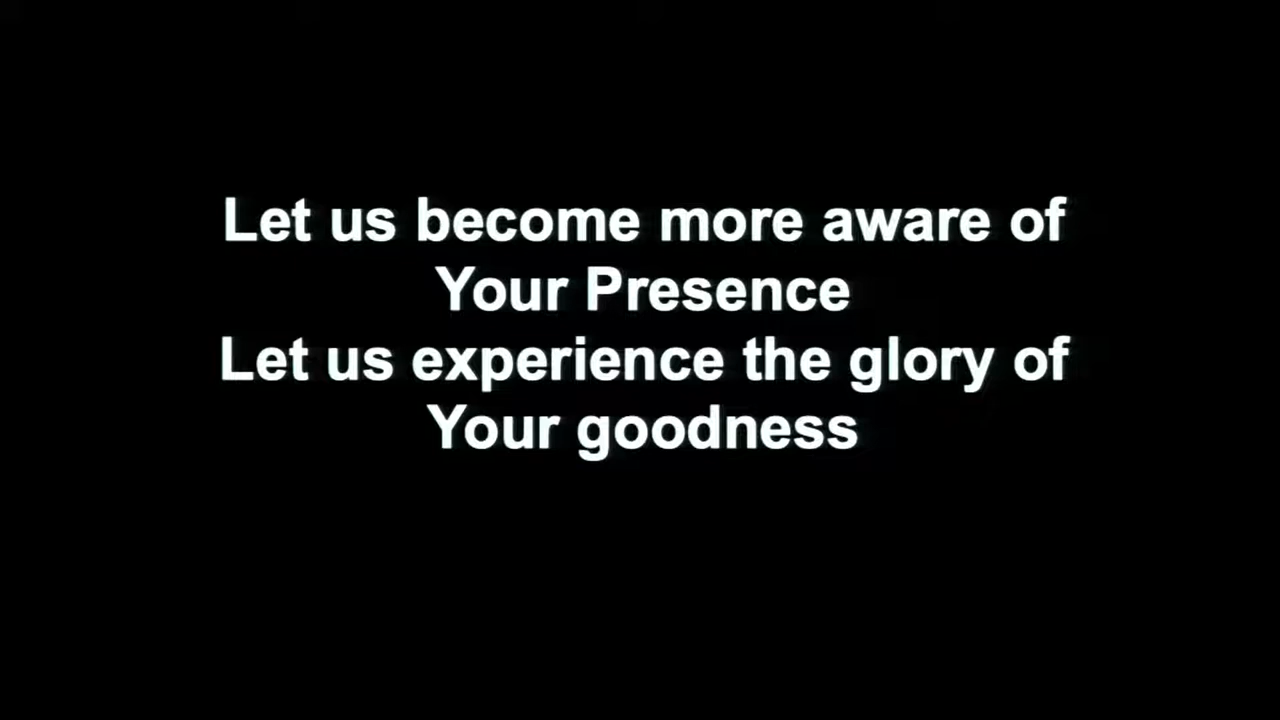 Let us become more aware of
Your Presence
Let us experience the glory of
Your goodness